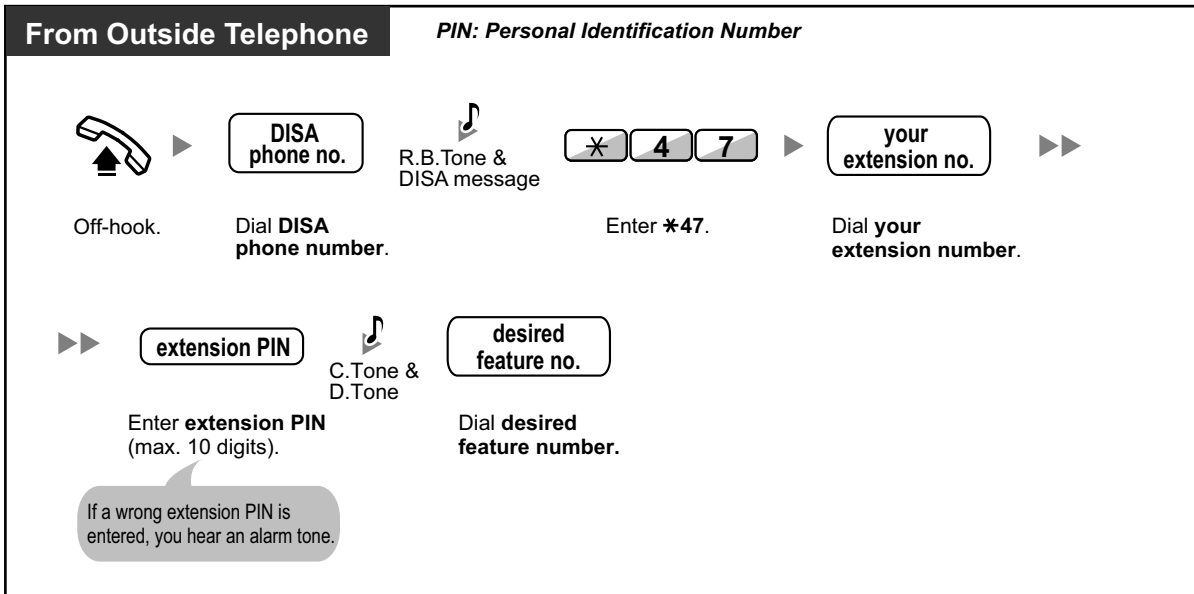 From Outside Telephone
PIN: Personal Identification Number
DISA
phone no.
R.B.Tone &
DISA message
* 4 7
your
extension no.
Off-hook.
Dial DISA
phone number.
Enter *47.
Dial your
extension number.
extension PIN
C.Tone &
D.Tone
desired
feature no.
Enter extension PIN
(max. 10 digits).
Dial desired
feature number.
If a wrong extension PIN is
entered, you hear an alarm tone.